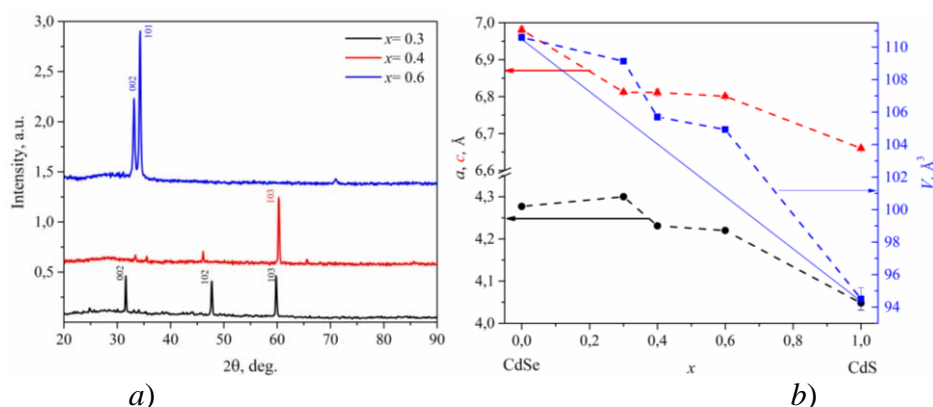 3,0
2,5
2,0
1,5
1,0
0,5
Intensity, a.u.
002
101
x= 0.3
x= 0.4
x= 0.6
103
002
102
103
20 30 40 50 60 70 80 90
2θ, deg.
a)
7,0
6,9
6,8
6,7
6,6
4,3
4,2
4,1
4,0
a, c, Å
110
108
106
104
102
100
98
96
94
V, Å³
0,0 0,2 0,4 0,6 0,8 1,0
CdSe x CdS
b)